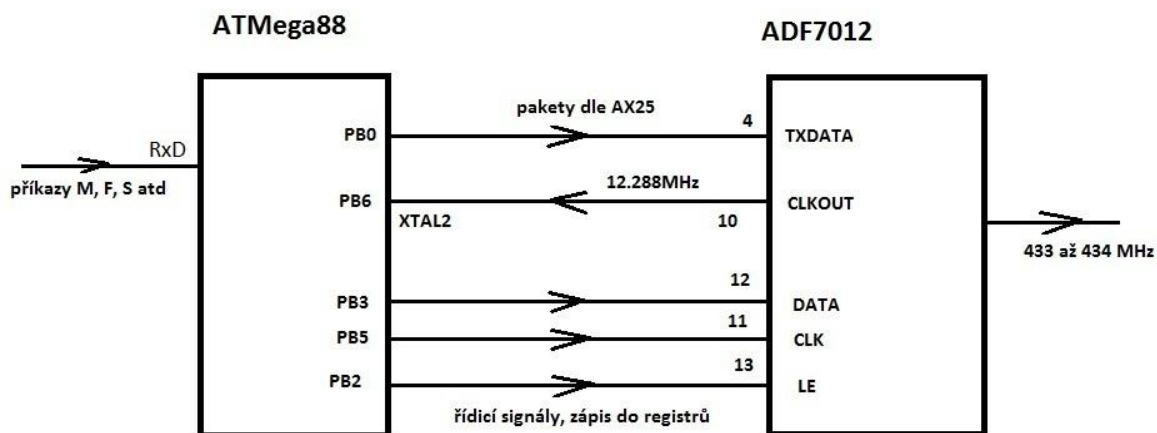 ATMega88
ADF7012
pakety dle AX25
PB0
4
TXDATA
RxD
příkazy M, F, S atd
PB6
12.288MHz
CLKOUT
XTAL2
10
433 až 434 MHz
12
PB3
DATA
11
PB5
CLK
13
PB2
LE
řídicí signály, zápis do registrů